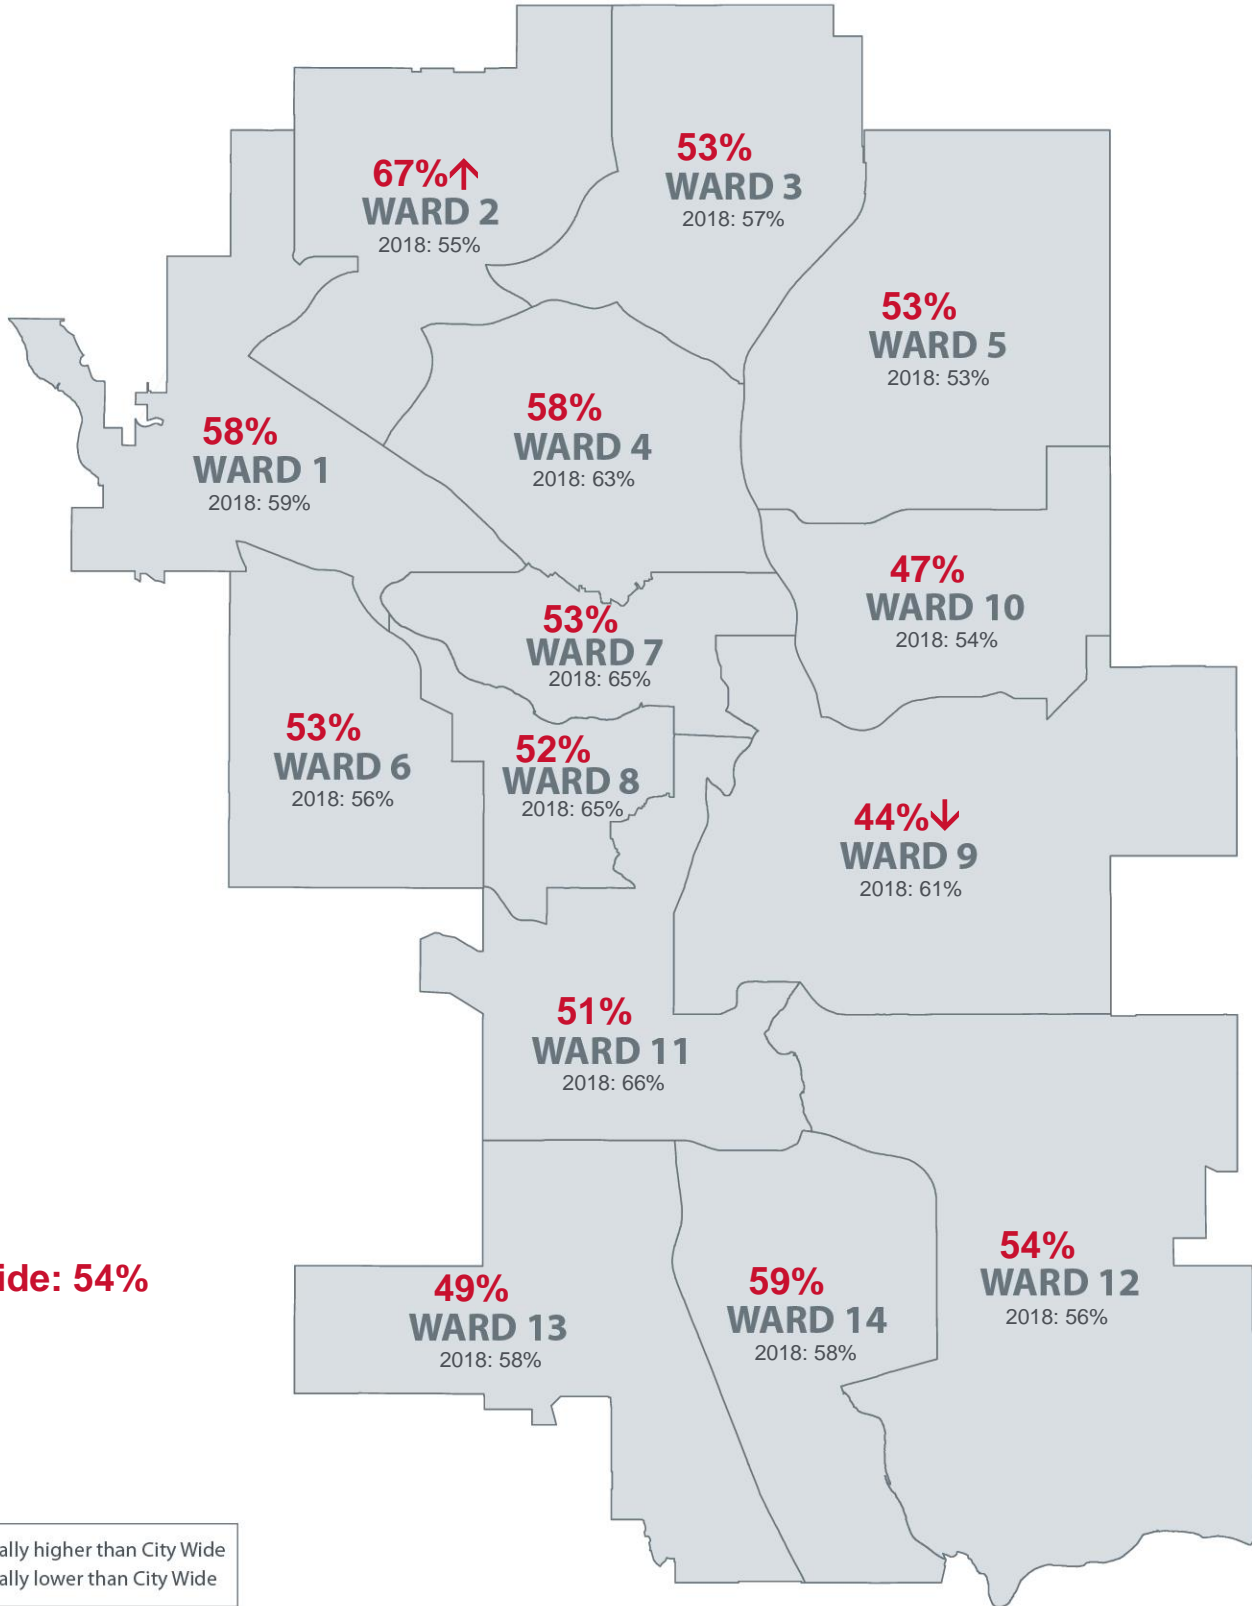 53%
WARD 3
2018: 57%
67%↑
WARD 2
2018: 55%
53%
WARD 5
2018: 53%
58%
WARD 4
2018: 63%
58%
WARD 1
2018: 59%
47%
WARD 10
2018: 54%
53%
WARD 7
2018: 65%
53%
WARD 6
2018: 56%
52%
WARD 8
2018: 65%
44%↓
WARD 9
2018: 61%
51%
WARD 11
2018: 66%
54%
WARD 12
2018: 56%
ide: 54%
49%
WARD 13
2018: 58%
59%
WARD 14
2018: 58%
ally higher than City Wide
ally lower than City Wide